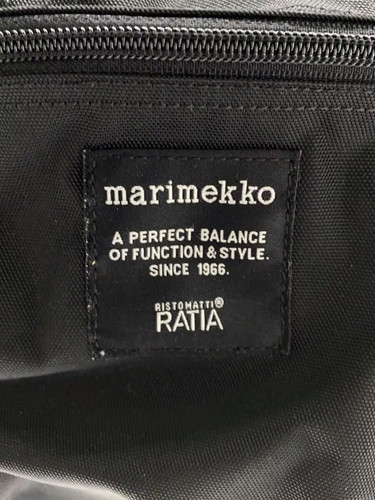 marimekko
A PERFECT BALANCE
OF FUNCTION & STYLE.
SINCE 1966.
RISTOMATTI®
RATIA